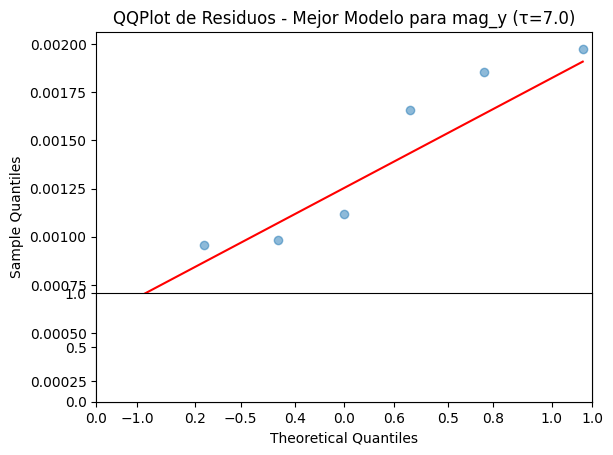 QQPlot de Residuos - Mejor Modelo para mag_y (τ=7.0)
0.00200
0.00175
0.00150
0.00125
0.00100
0.00075
1.0
0.00050
0.5
0.00025
0.0
Sample Quantiles
0.0 −1.0 0.2 −0.5 0.4 0.0 0.6 0.5 0.8 1.0 1.0
Theoretical Quantiles